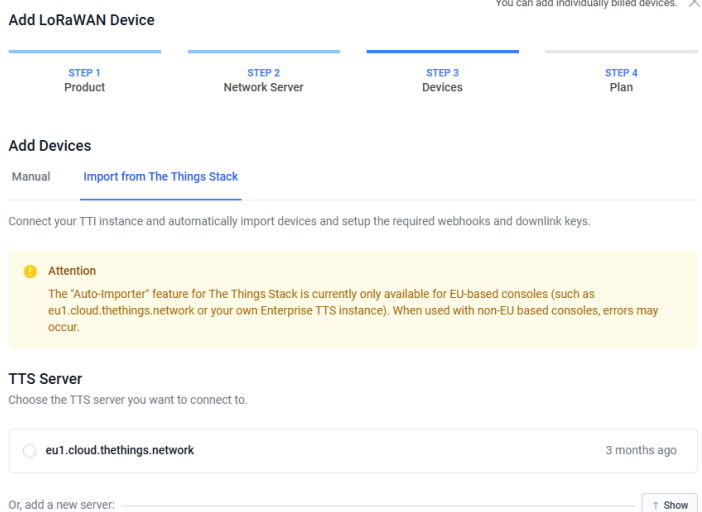 You can add individually billed devices.
Add LoRaWAN Device
STEP 1
Product
STEP 2
Network Server
STEP 3
Devices
STEP 4
Plan
Add Devices
Manual
Import from The Things Stack
Connect your TTI instance and automatically import devices and setup the required webhooks and downlink keys.
Attention
The "Auto-Importer" feature for The Things Stack is currently only available for EU-based consoles (such as
eu1.cloud.thethings.network or your own Enterprise TTS instance). When used with non-EU based consoles, errors may
occur.
TTS Server
Choose the TTS server you want to connect to.
eu1.cloud.thethings.network
3 months ago
Or, add a new server:
↑ Show